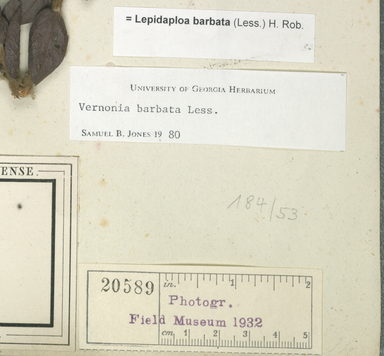 = Lepidaploa barbata (Less.) H. Rob.
UNIVERSITY OF GEORGIA HERBARIUM
Vernonia barbata Less.
SAMUEL B. JONES 19 80
ENSE.
184/53.
20589
in. 1 2
Photogr.
Field Museum 1932
cm. 1 2 3 4 5